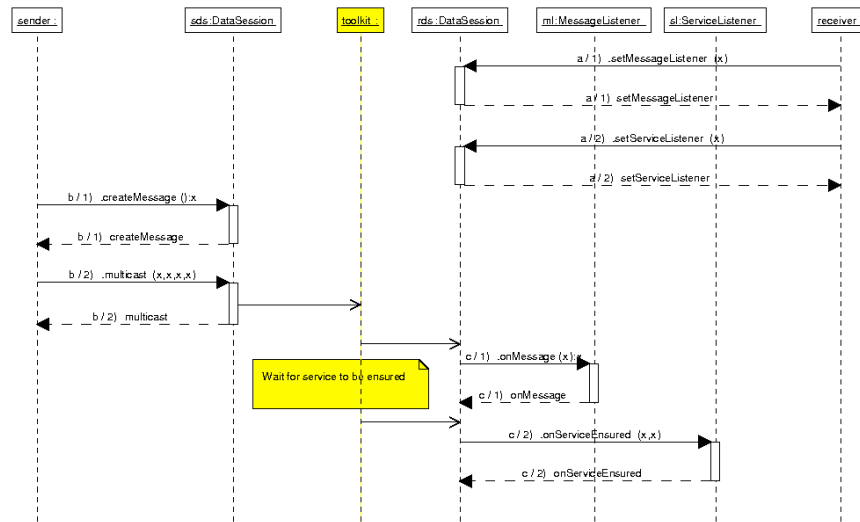 sender :
sds:DataSession
toolkit :
rds:DataSession
ml:MessageListener
sl:ServiceListener
receiver
a / 1) .setMessageListener (x)
a / 1) setMessageListener
a / 2) .setServiceListener (x)
a / 2) setServiceListener
b / 1) .createMessage ():x
b / 1) createMessage
b / 2) .multicast (x,x,x,x)
b / 2) multicast
c / 1) .onMessage (x):x
Wait for service to be ensured
c / 1) onMessage
c / 2) .onServiceEnsured (x,x)
c / 2) onServiceEnsured